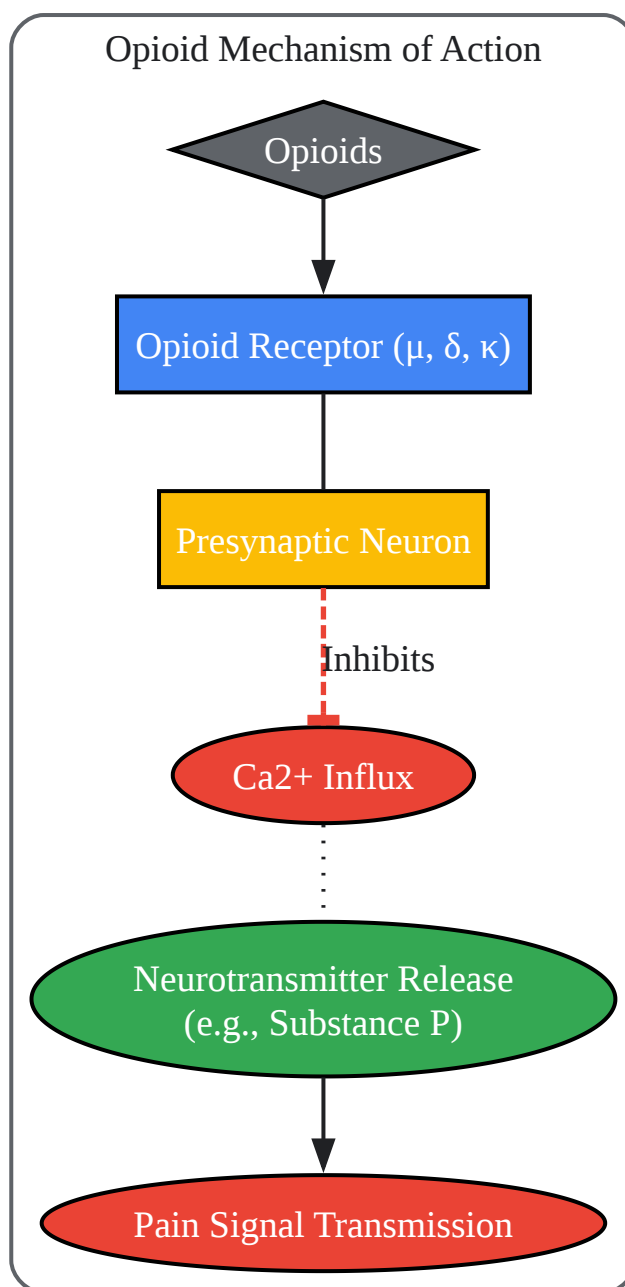 Opioid Mechanism of Action
Opioids
Opioid Receptor (μ, δ, κ)
Presynaptic Neuron
Inhibits
Ca2+ Influx
Neurotransmitter Release
(e.g., Substance P)
Pain Signal Transmission